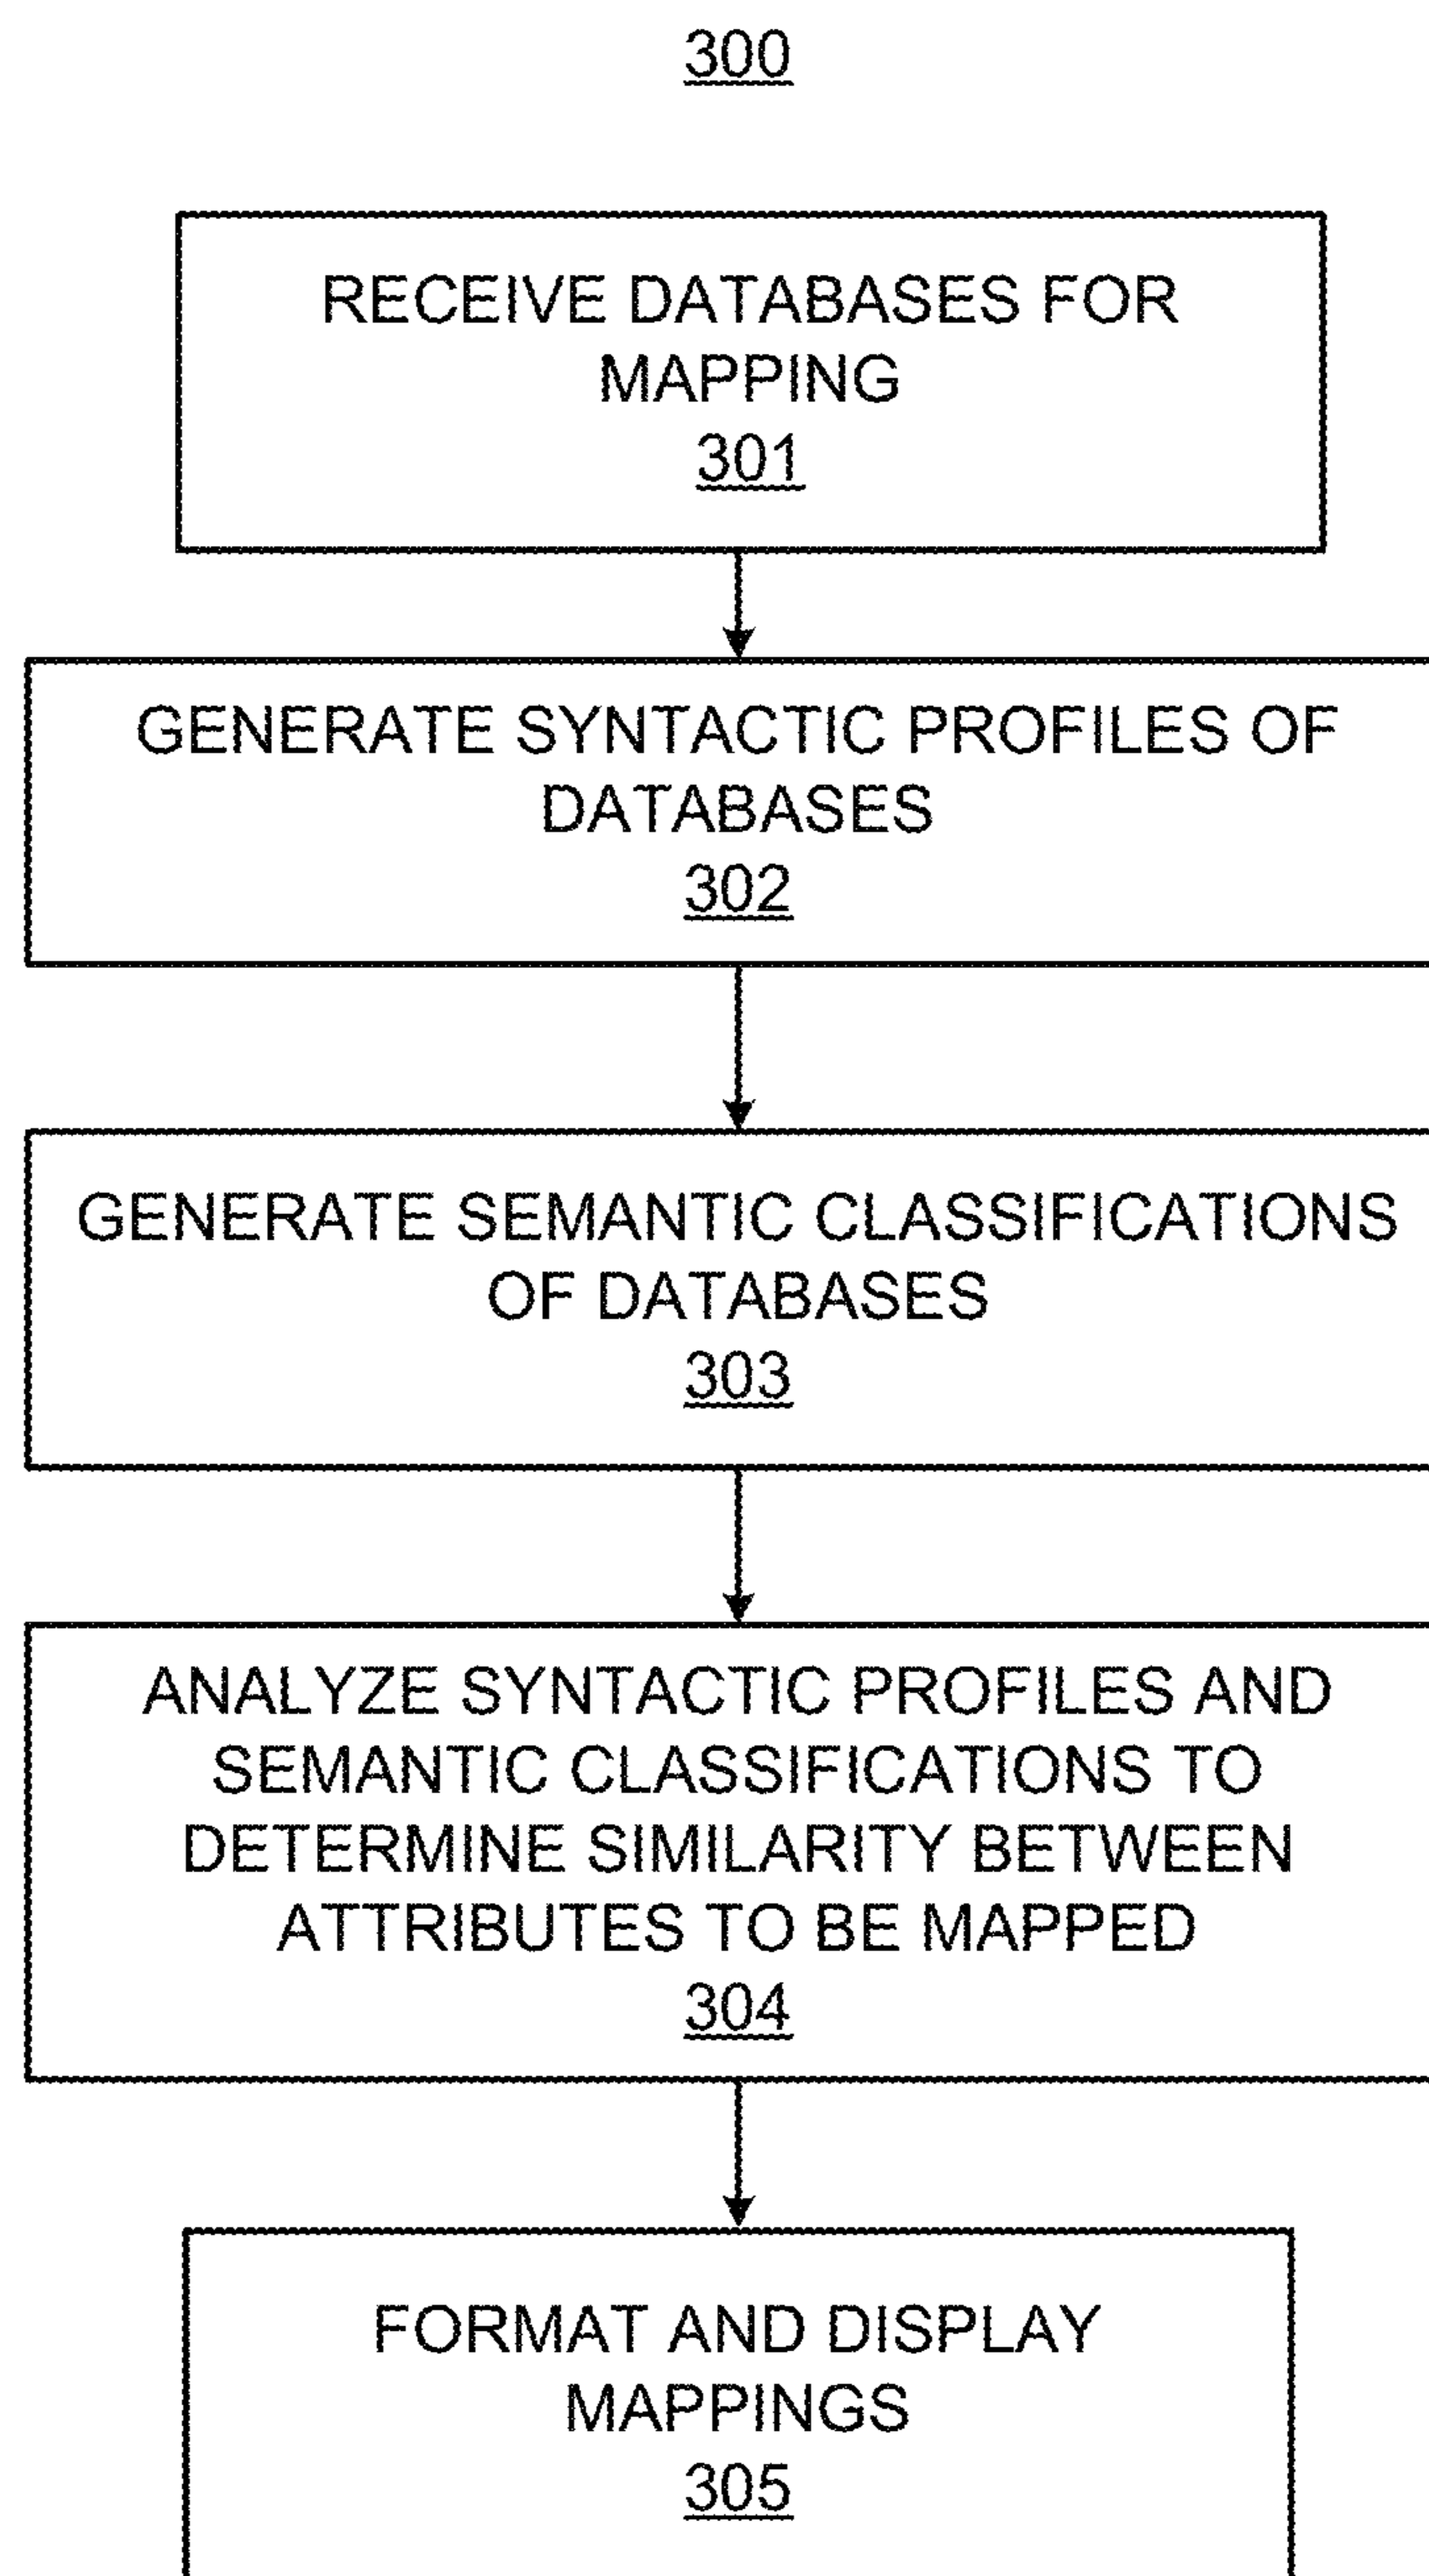 300
RECEIVE DATABASES FOR
MAPPING
301
GENERATE SYNTACTIC PROFILES OF
DATABASES
302
GENERATE SEMANTIC CLASSIFICATIONS
OF DATABASES
303
ANALYZE SYNTACTIC PROFILES AND
SEMANTIC CLASSIFICATIONS TO
DETERMINE SIMILARITY BETWEEN
ATTRIBUTES TO BE MAPPED
304
FORMAT AND DISPLAY
MAPPINGS
305